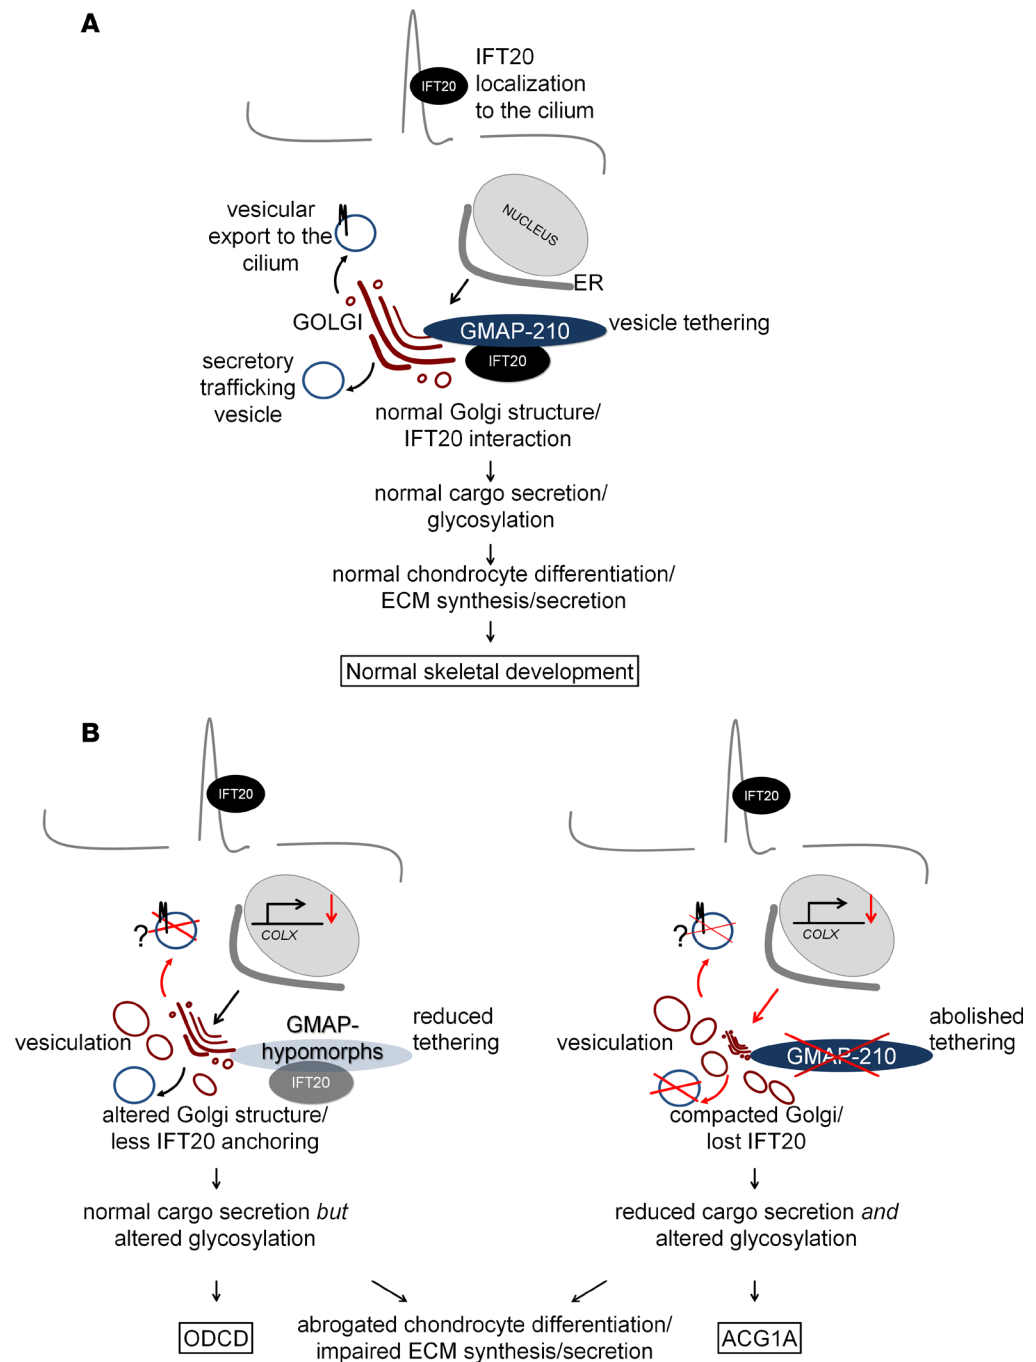 A
IFT20
IFT20
localization
to the cilium
vesicular
export to the
cilium
NUCLEUS
ER
GOLGI
GMAP-210
vesicle tethering
IFT20
secretory
trafficking
vesicle
normal Golgi structure/
IFT20 interaction
normal cargo secretion/
glycosylation
normal chondrocyte differentiation/
ECM synthesis/secretion
Normal skeletal development
B
IFT20
?
COLX
vesiculation
GMAP-
hypomorphs
IFT20
reduced
tethering
altered Golgi structure/
less IFT20 anchoring
normal cargo secretion but
altered glycosylation
ODCD
IFT20
?
COLX
vesiculation
GMAP-210
abolished
tethering
compacted Golgi/
lost IFT20
reduced cargo secretion and
altered glycosylation
ACG1A
abrogated chondrocyte differentiation/
impaired ECM synthesis/secretion